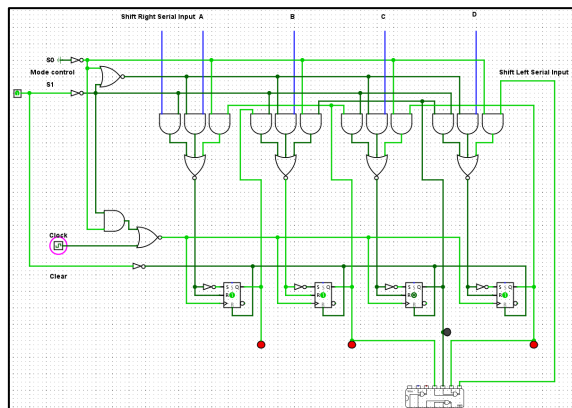 Shift Right Serial Input A B C D
S0
Mode control
Shift Left Serial Input
S1
Clock
Clear
S Q
R
S Q
R
S Q
R
S Q
R